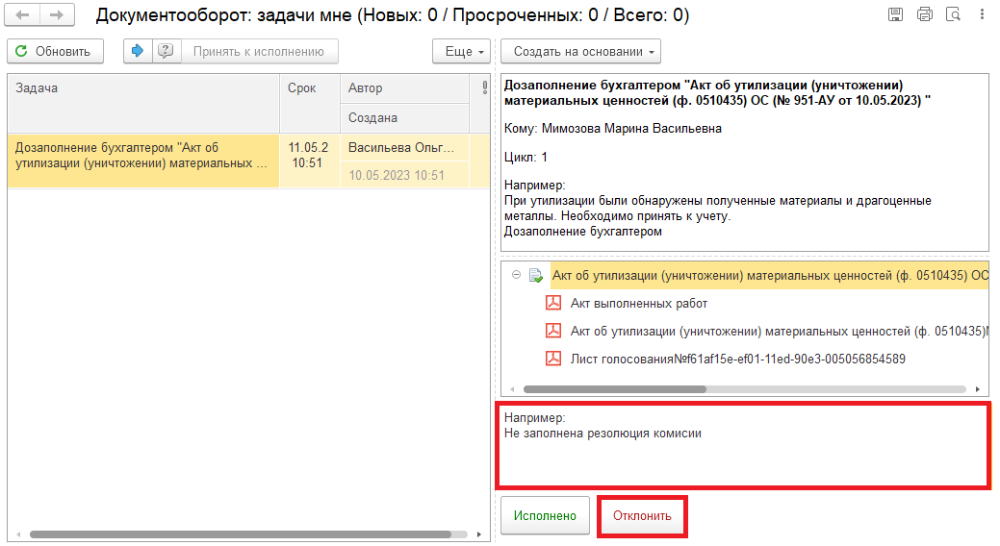 Документооборот: задачи мне (Новых: 0 / Просроченных: 0 / Всего: 0)
Обновить
Принять к исполнению
Еще
Создать на основании
Задача
Срок
Автор
Создана
Дозаполнение бухгалтером "Акт об
утилизации (уничтожении) материальных ...
11.05.2
10:51
Васильева Ольг...
10.05.2023 10:51
Дозаполнение бухгалтером "Акт об утилизации (уничтожении)
материальных ценностей (ф. 0510435) ОС (№ 951-АУ от 10.05.2023) "
Кому: Мимозова Марина Васильевна
Цикл: 1
Например:
При утилизации были обнаружены полученные материалы и драгоценные
металлы. Необходимо принять к учету.
Дозаполнение бухгалтером
Акт об утилизации (уничтожении) материальных ценностей (ф. 0510435) ОС
Акт выполненных работ
Акт об утилизации (уничтожении) материальных ценностей (ф. 0510435)№
Лист голосования№f61af15e-ef01-11ed-90e3-005056854589
Например:
Не заполнена резолюция комисии
Исполнено
Отклонить